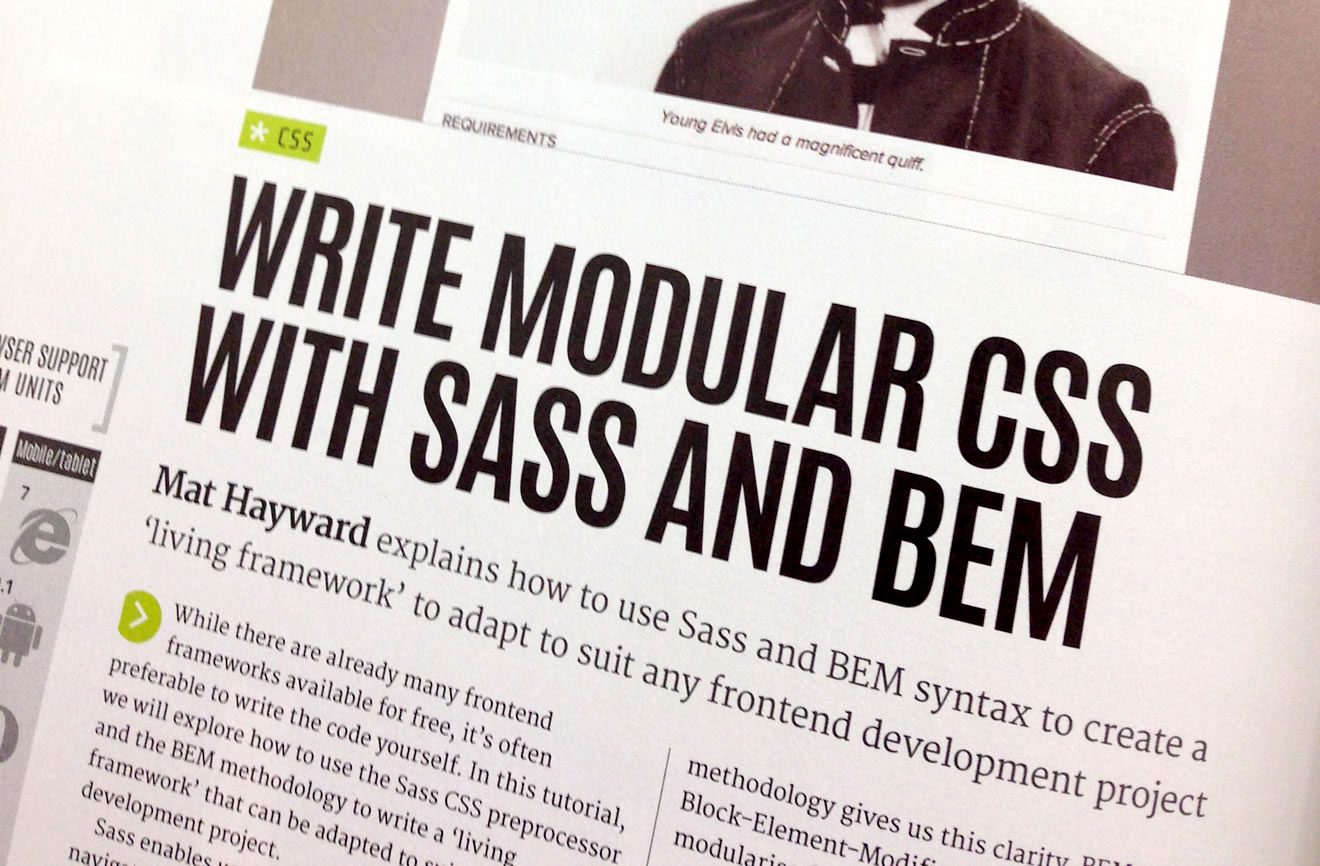 Young Elvis had a magnificent quiff.
REQUIREMENTS
* CSS
WRITE MODULAR CSS
WITH SASS AND BEM
Mat Hayward explains how to use Sass and BEM syntax to create a
‘living framework’ to adapt to suit any frontend development project
While there are already many frontend
frameworks available for free, it’s often
preferable to write the code yourself. In this tutorial,
we will explore how to use the Sass CSS preprocessor
and the BEM methodology to write a ‘living
framework’ that can be adapted to
development project.
Sass enables
methodology gives us this clarity. BEM
Block-Element-Modifi
modularis
SUPPORT
UNITS
Mobile/tablet
7
.1